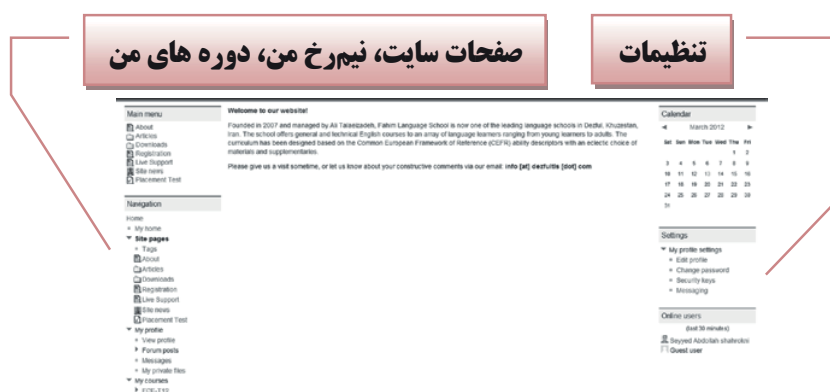 صفحات سایت، نیم‌رخ من، دوره های من
تنظیمات
Main menu
About
Articles
Downloads
Registration
Live Support
Site news
Placement Test
Navigation
Home
My home
Site pages
Tags
About
Articles
Downloads
Registration
Live Support
Site news
Placement Test
My profile
View profile
Forum posts
Messages
My private files
My courses
Welcome to our website!
Founded in 2007 and managed by Ali Talaeizadeh, Fahim Language School is now one of the leading language schools in Dezful, Khuzestan,
Iran. The school offers general and technical English courses to an array of language learners ranging from young learners to adults. The
curriculum has been designed based on the Common European Framework of Reference (CEFR) ability descriptors with an eclectic choice of
materials and supplementaries.
Please give us a visit sometime, or let us know about your constructive comments via our email: info [at] dezfultis [dot] com
Calendar
◄ March 2012 ►
Sat Sun Mon Tue Wed Thu Fri
1 2
3 4 5 6 7 8 9
10 11 12 13 14 15 16
17 18 19 20 21 22 23
24 25 26 27 28 29 30
31
Settings
My profile settings
Edit profile
Change password
Security keys
Messaging
Online users
(last 30 minutes)
Seyyed Abdollah shahrokni
Guest user